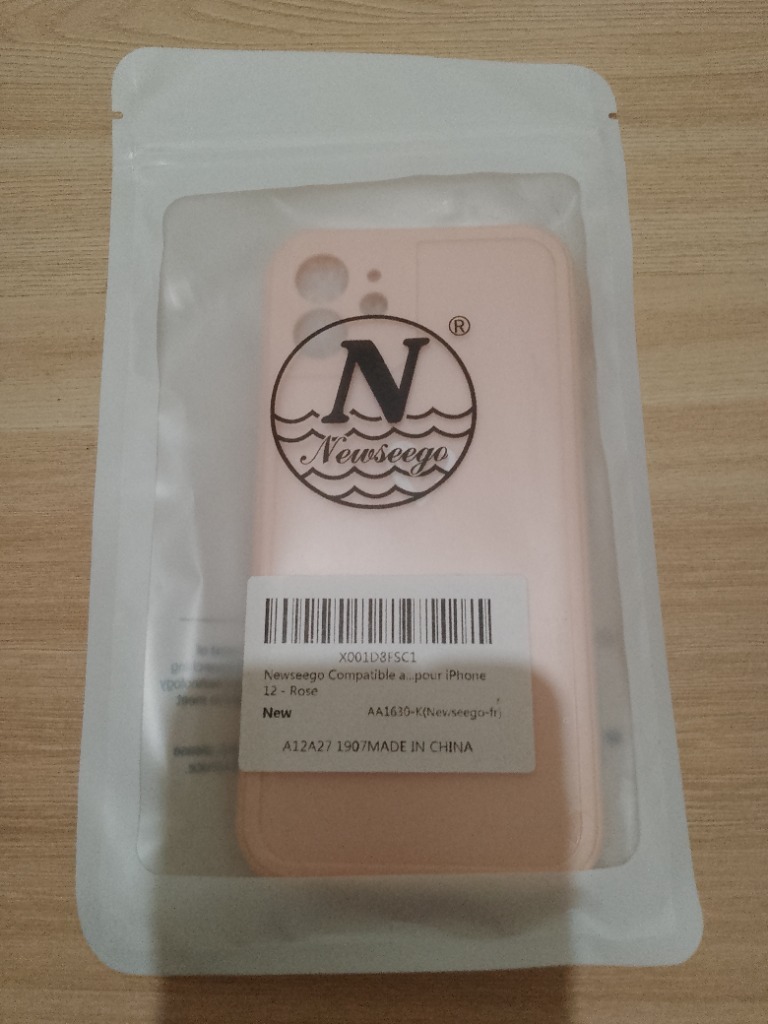 N
®
Newseego
X001D8FSC1
Newseego Compatible a...pour iPhone
12 - Rose
New AA1630-K(Newseego-fr)
A12A27 1907MADE IN CHINA